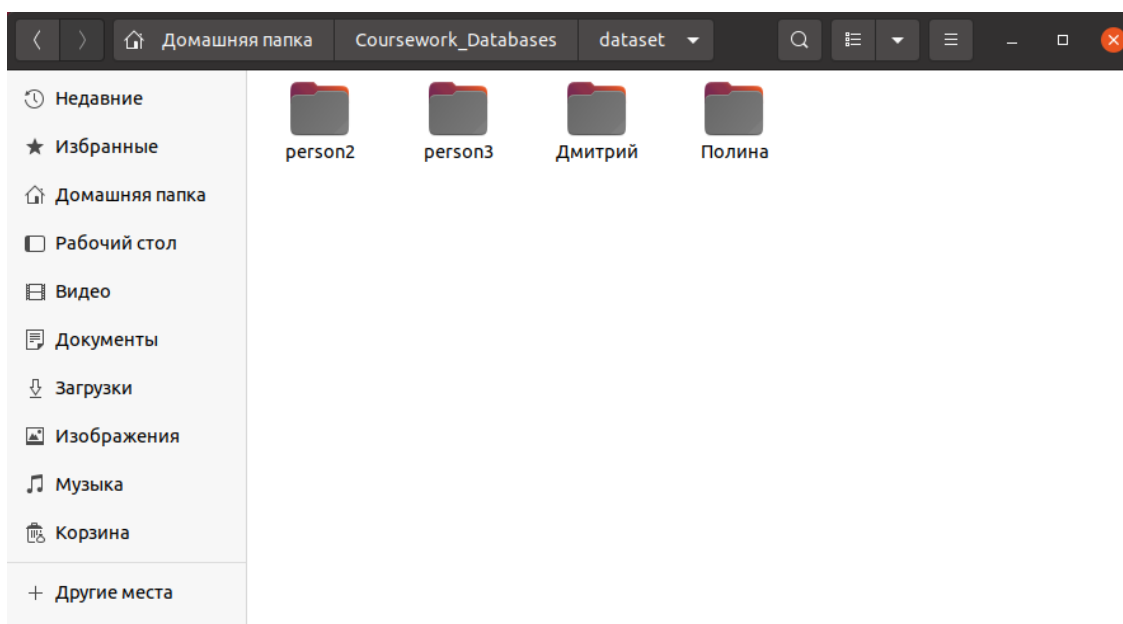 Домашняя папка Coursework_Databases dataset
Недавние
Избранные
Домашняя папка
Рабочий стол
Видео
Документы
Загрузки
Изображения
Музыка
Корзина
Другие места
person2 person3 Дмитрий Полина